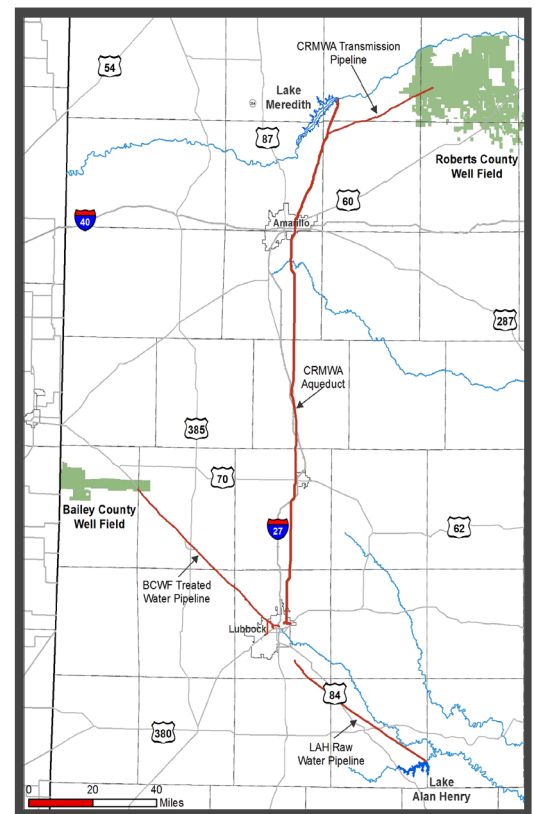 54
CRMWA Transmission
Pipeline
Lake
Meredith
87
Roberts County
Well Field
60
40
Amarillo
287
CRMWA
Aqueduct
385
70
Bailey County
Well Field
62
27
BCWF Treated
Water Pipeline
Lubbock
84
380
LAH Raw
Water Pipeline
Lake
Alan Henry
0 20 40
Miles